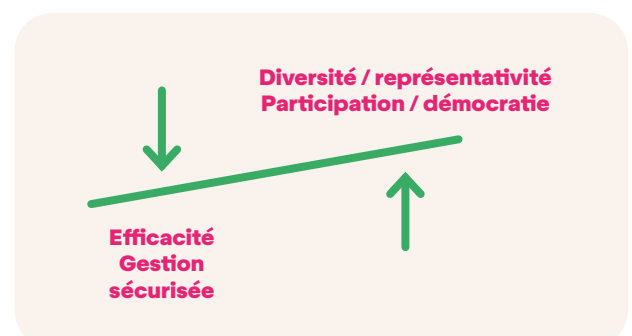 Diversité / représentativité
Participation / démocratie
Efficacité
Gestion
sécurisée